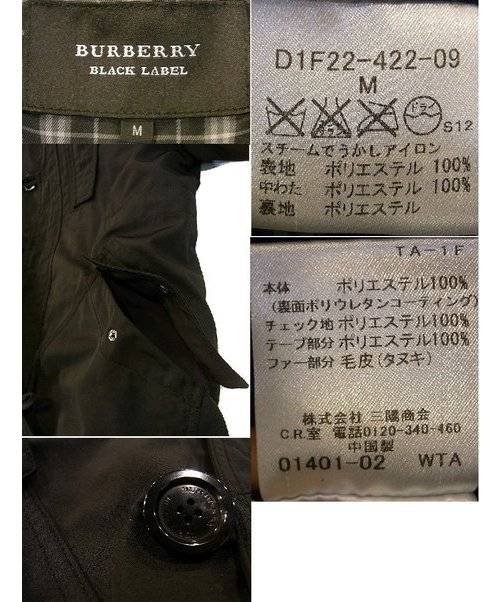 BURBERRY
BLACK LABEL
M
D1F22-422-09
M
ドライ
S12
スチームでうかしアイロン
表地 ポリエステル 100%
中わた ポリエステル 100%
裏地 ポリエステル
TA-1F
本体 ポリエステル100%
(裏面ポリウレタンコーティング)
チェック地 ポリエステル100%
テープ部分 ポリエステル100%
ファー部分 毛皮(タヌキ)
株式会社 三陽商会
C.R.室 電話0120-340-460
中国製
01401-02 WTA